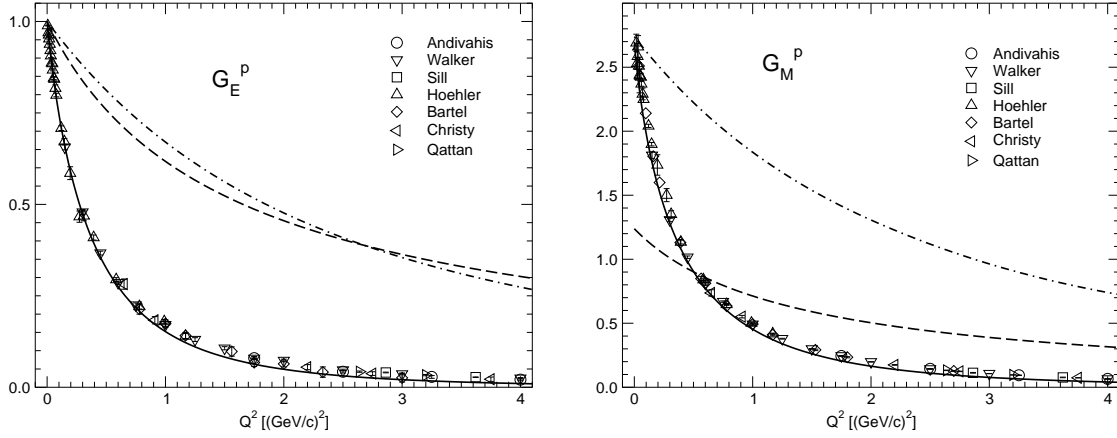 1.0
0.5
0.0
0
1
2
3
4
Q² [(GeV/c)²]
G_E^p
Andivahis
Walker
Sill
Hoehler
Bartel
Christy
Qattan
2.5
2.0
1.5
1.0
0.5
0.0
0
1
2
3
4
Q² [(GeV/c)²]
G_M^p
Andivahis
Walker
Sill
Hoehler
Bartel
Christy
Qattan